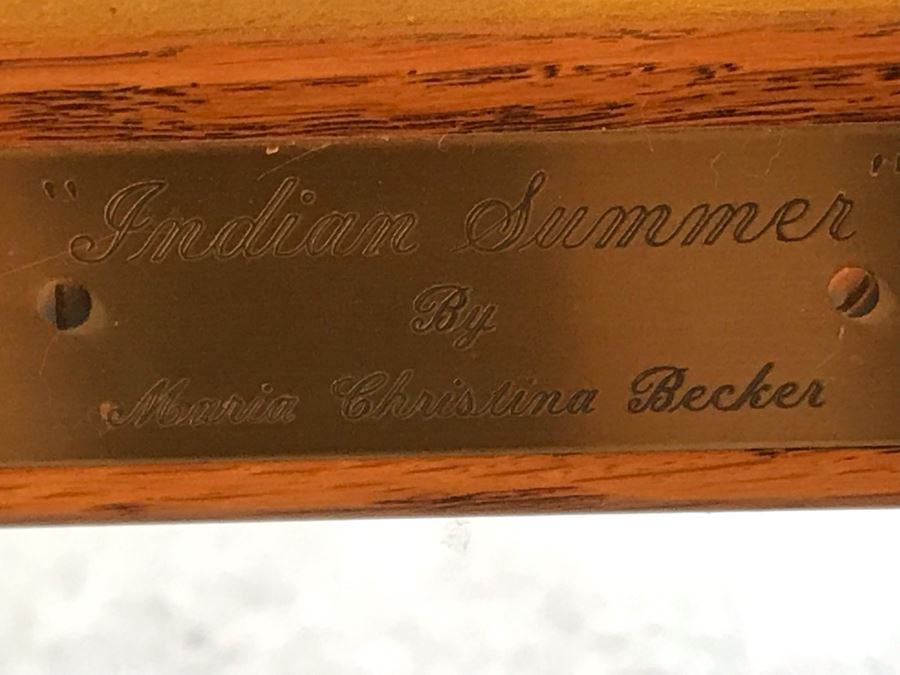 "Indian Summer"
By
Maria Christina Becker